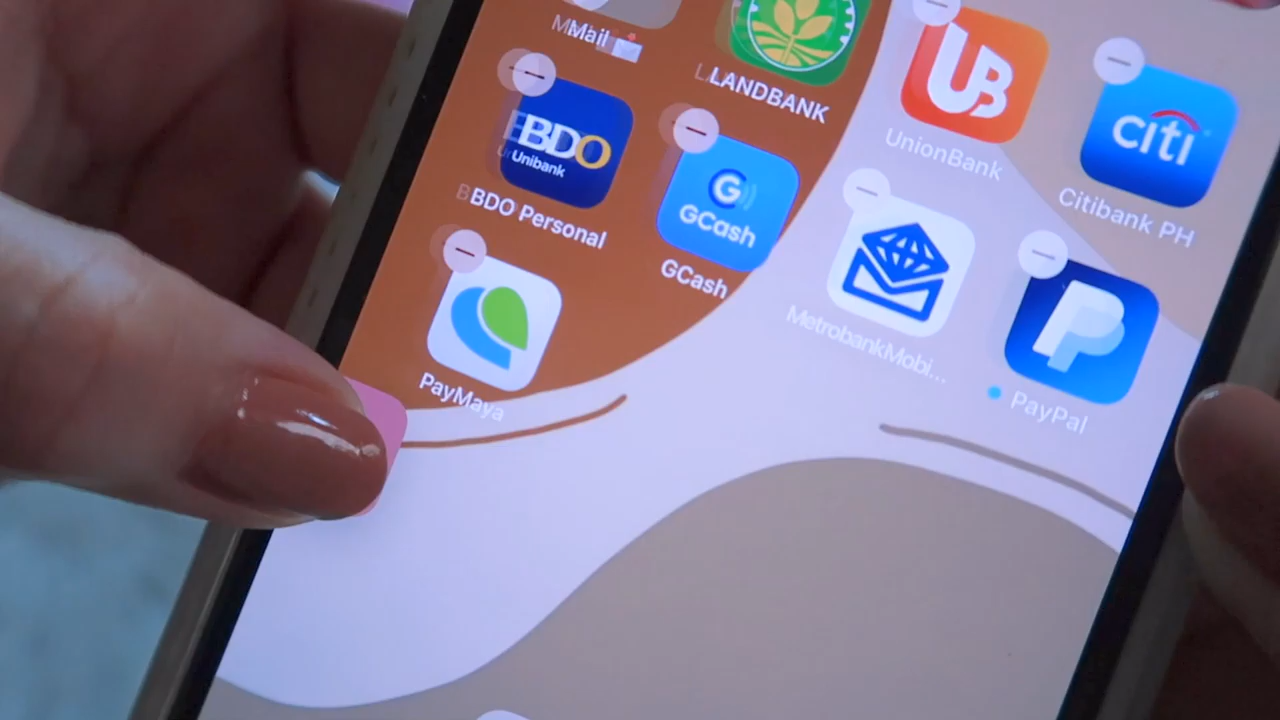 Mail
LANDBANK
UB
UnionBank
citi
Citibank PH
BDO
Unibank
BDO Personal
G
GCash
GCash
MetrobankMobi...
P
PayPal
PayMaya